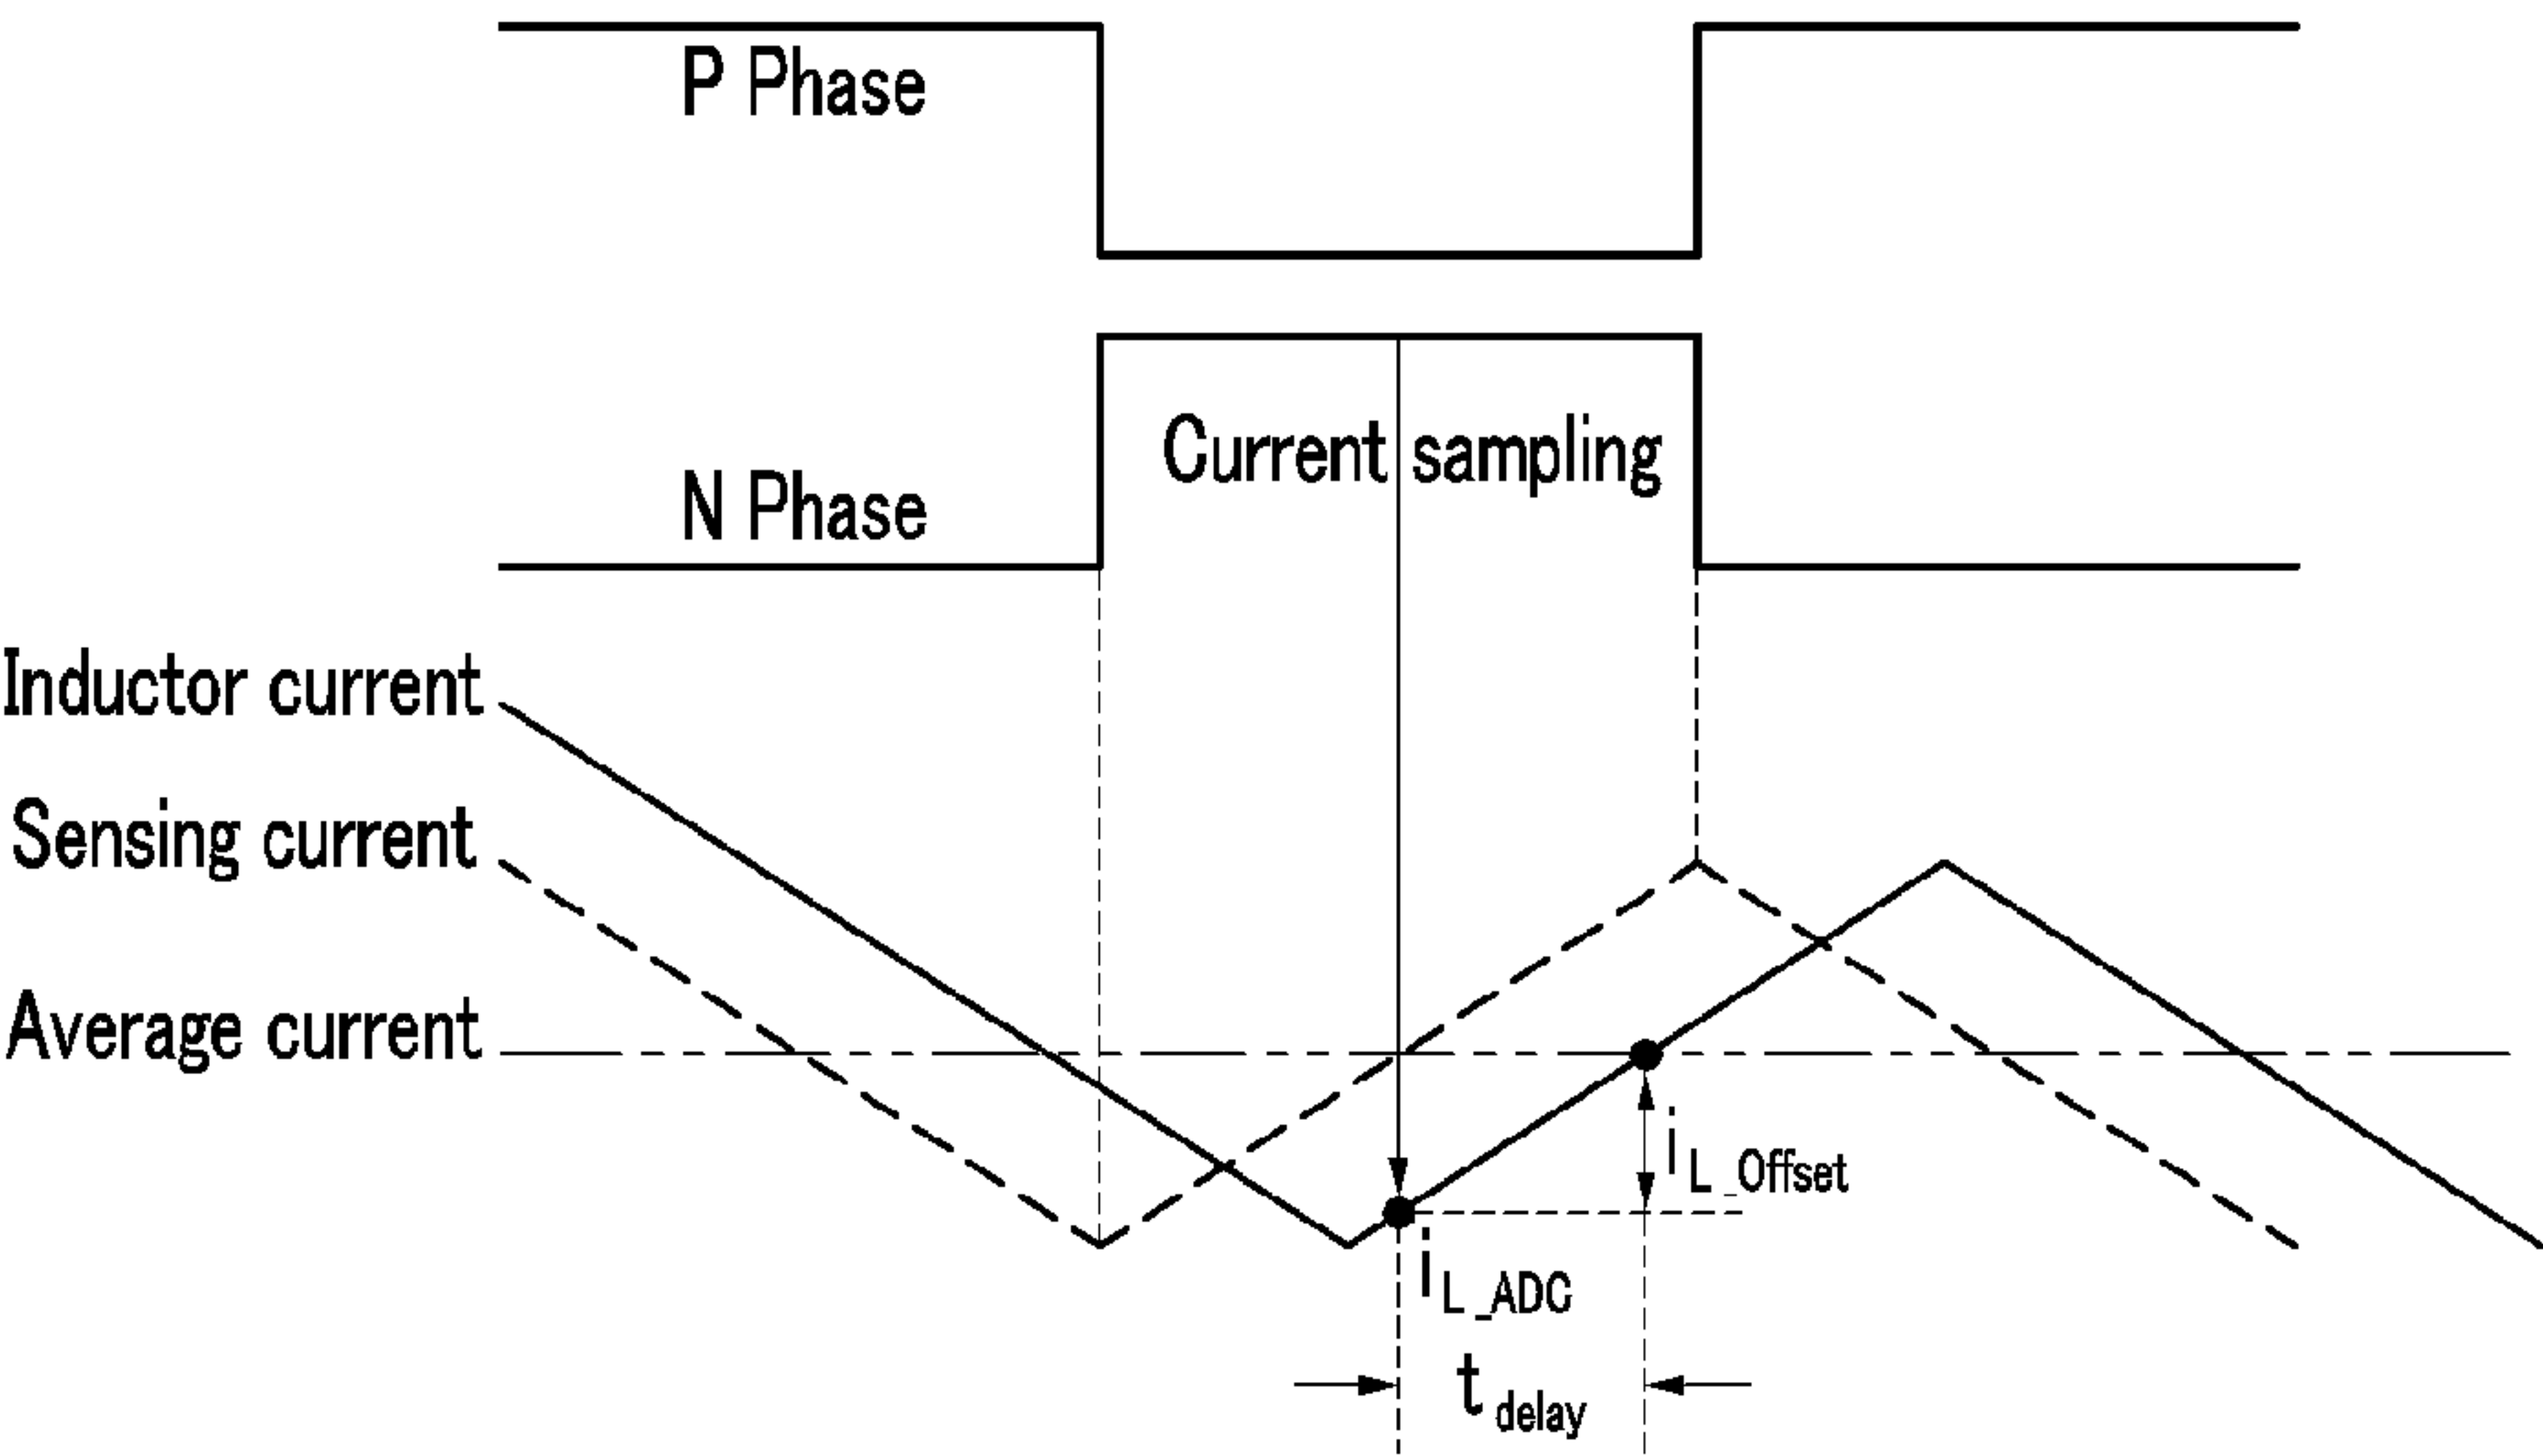 P Phase
Current sampling
N Phase
Inductor current
Sensing current
Average current
i L_Offset
i L_ADC
t delay